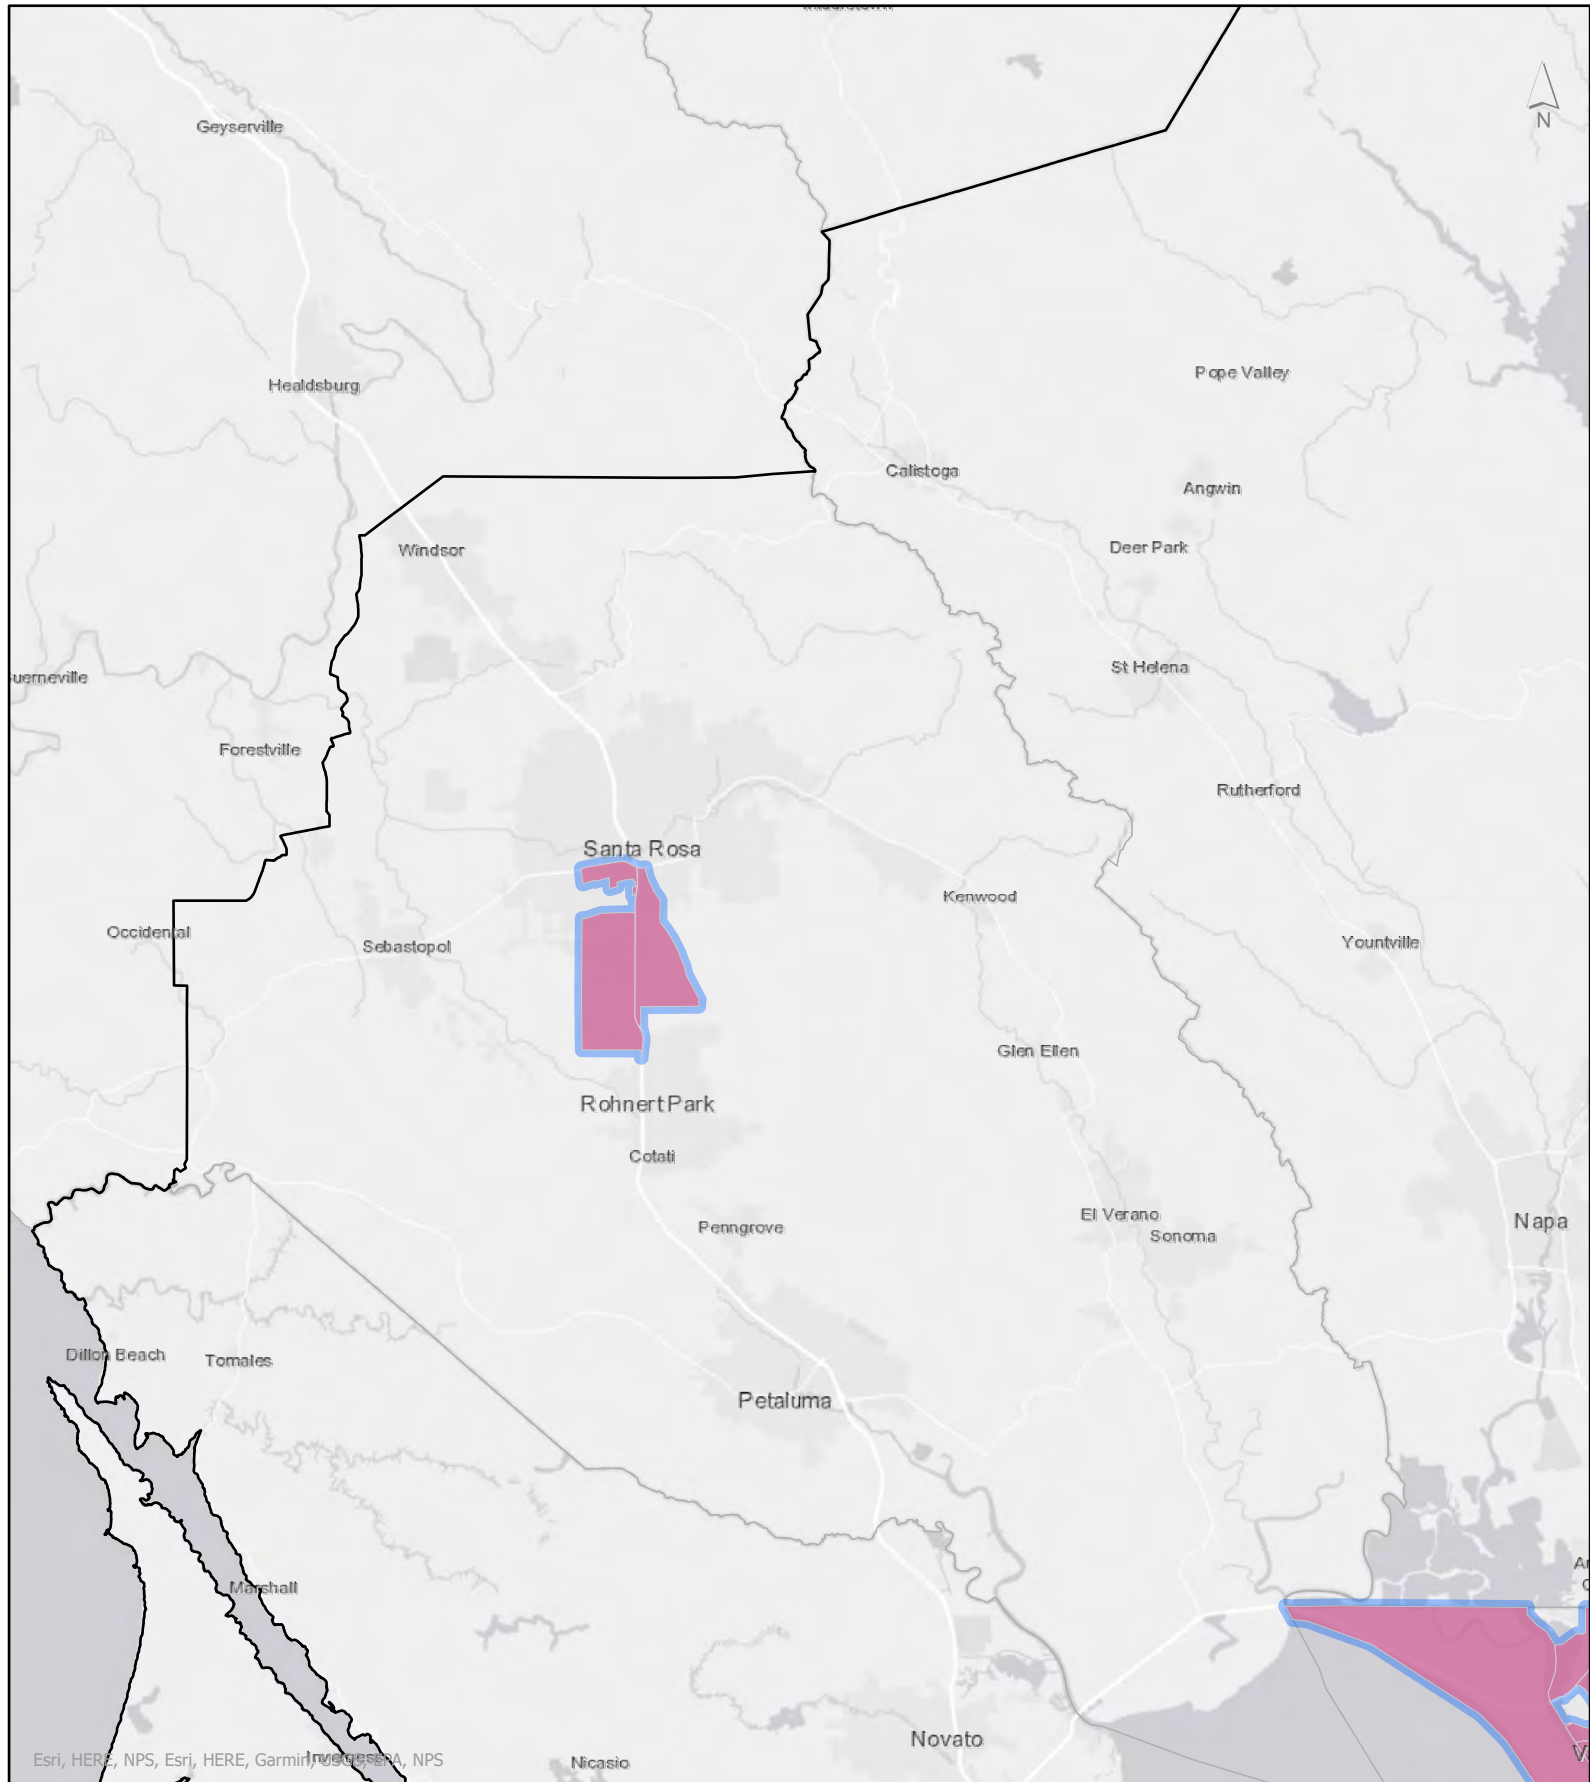 Geyserville
N
Pope Valley
Healdsburg
Calistoga
Angwin
Windsor
Deer Park
St Helena
Forestville
Rutherford
Santa Rosa
Kenwood
Occidental
Sebastopol
Yountville
Glen Ellen
Rohnert Park
Cotati
El Verano
Penngrove
Napa
Sonoma
Dillon Beach
Tomales
Petaluma
Marshall
Novato
Nicasio
Inverness
Esri, HERE, NPS, Esri, HERE, Garmin, USGS, EPA, NPS